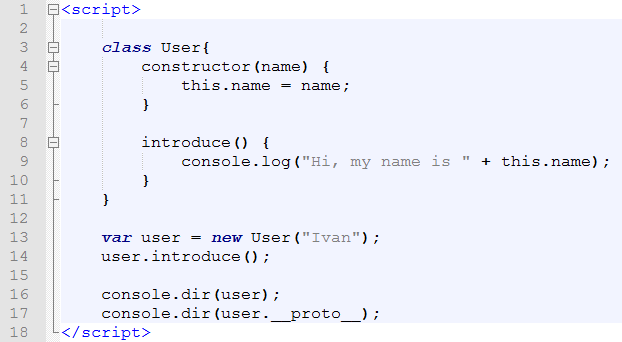 1 <script>
2
3 class User{
4 constructor(name) {
5 this.name = name;
6 }
7
8 introduce() {
9 console.log("Hi, my name is " + this.name);
10 }
11 }
12
13 var user = new User("Ivan");
14 user.introduce();
15
16 console.dir(user);
17 console.dir(user.__proto__);
18 </script>